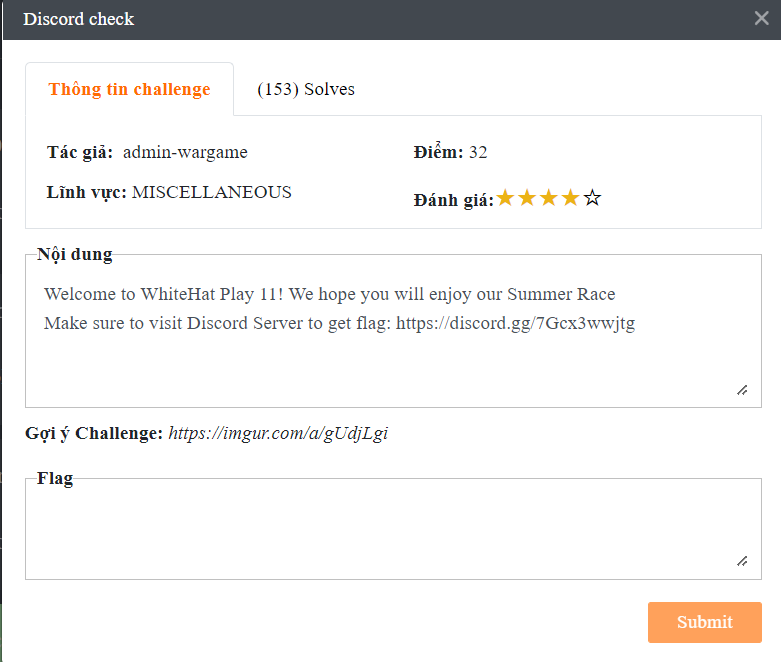 Discord check
Thông tin challenge
(153) Solves
Tác giả: admin-wargame
Điểm: 32
Lĩnh vực: MISCELLANEOUS
Đánh giá:
Nội dung
Welcome to WhiteHat Play 11! We hope you will enjoy our Summer Race
Make sure to visit Discord Server to get flag: https://discord.gg/7Gcx3wwjtg
Gợi ý Challenge: https://imgur.com/a/gUdjLgi
Flag
Submit